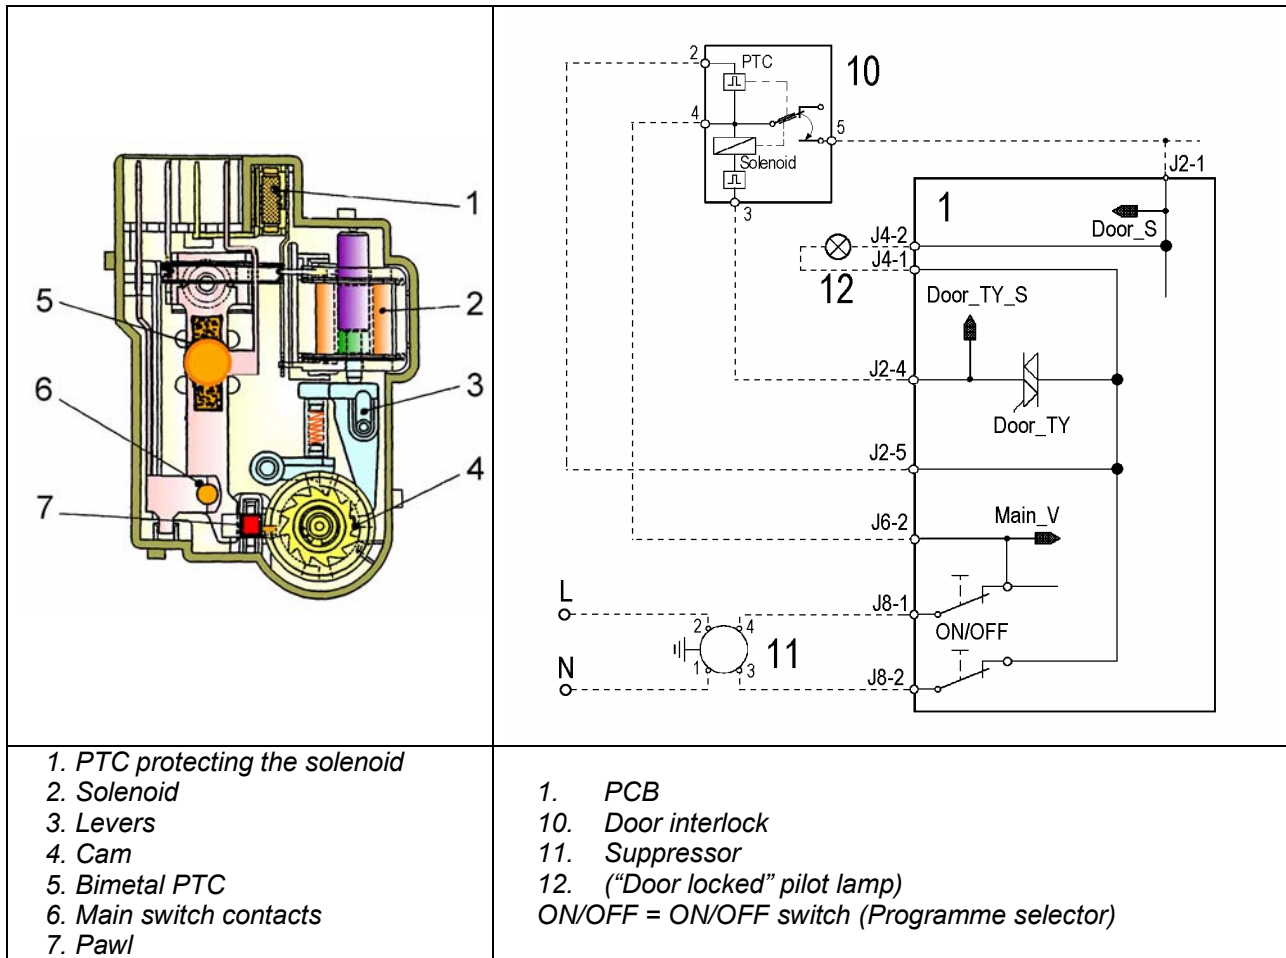 1
2
3
4
5
6
7
2
PTC
10
4
5
Solenoid
3
J2-1
1
Door_S
J4-2
J4-1
12
Door_TY_S
J2-4
Door_TY
J2-5
J6-2
Main_V
L
J8-1
2
4
ON/OFF
11
N
1
3
J8-2
1. PTC protecting the solenoid
2. Solenoid
3. Levers
4. Cam
5. Bimetal PTC
6. Main switch contacts
7. Pawl
1. PCB
10. Door interlock
11. Suppressor
12. (“Door locked” pilot lamp)
ON/OFF = ON/OFF switch (Programme selector)